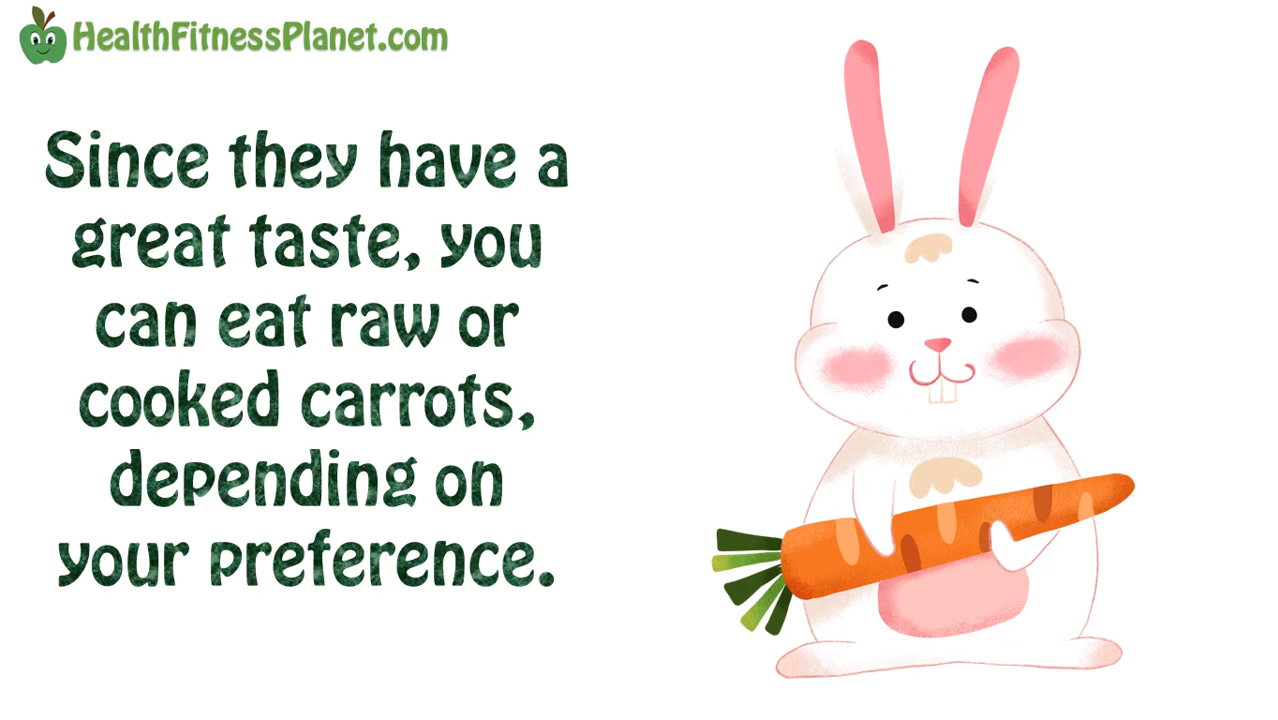 HealthFitnessPlanet.com
Since they have a
great taste, you
can eat raw or
cooked carrots,
depending on
your preference.